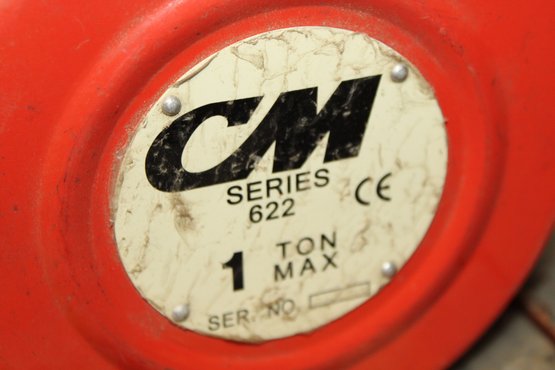 CM
SERIES
622
CE
1 TON
MAX
SER. NO.